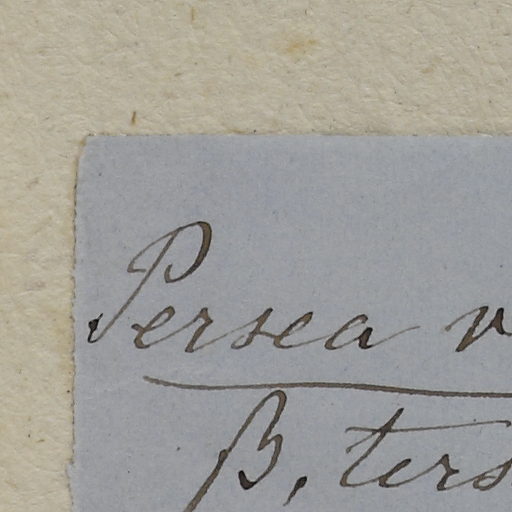 Persea v
β, ters